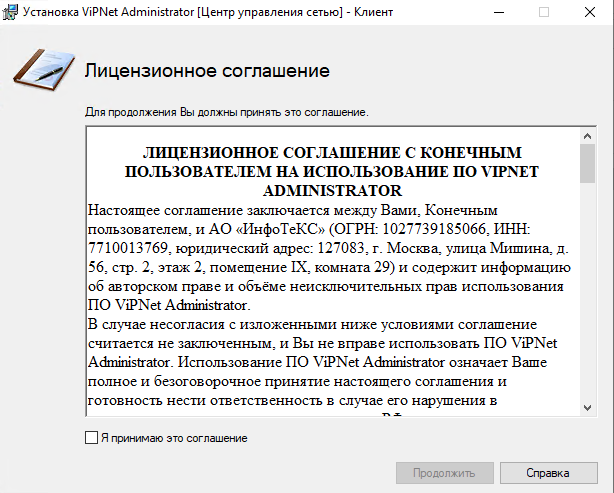 Установка ViPNet Administrator [Центр управления сетью] - Клиент
Лицензионное соглашение
Для продолжения Вы должны принять это соглашение.
ЛИЦЕНЗИОННОЕ СОГЛАШЕНИЕ С КОНЕЧНЫМ
ПОЛЬЗОВАТЕЛЕМ НА ИСПОЛЬЗОВАНИЕ ПО VIPNET
ADMINISTRATOR
Настоящее соглашение заключается между Вами, Конечным
пользователем, и АО «ИнфоТеКС» (ОГРН: 1027739185066, ИНН:
7710013769, юридический адрес: 127083, г. Москва, улица Мишина, д.
56, стр. 2, этаж 2, помещение IX, комната 29) и содержит информацию
об авторском праве и объёме неисключительных прав использования
ПО ViPNet Administrator.
В случае несогласия с изложенными ниже условиями соглашение
считается не заключенным, и Вы не вправе использовать ПО ViPNet
Administrator. Использование ПО ViPNet Administrator означает Ваше
полное и безоговорочное принятие настоящего соглашения и
готовность нести ответственность в случае его нарушения в
Я принимаю это соглашение
Продолжить
Справка